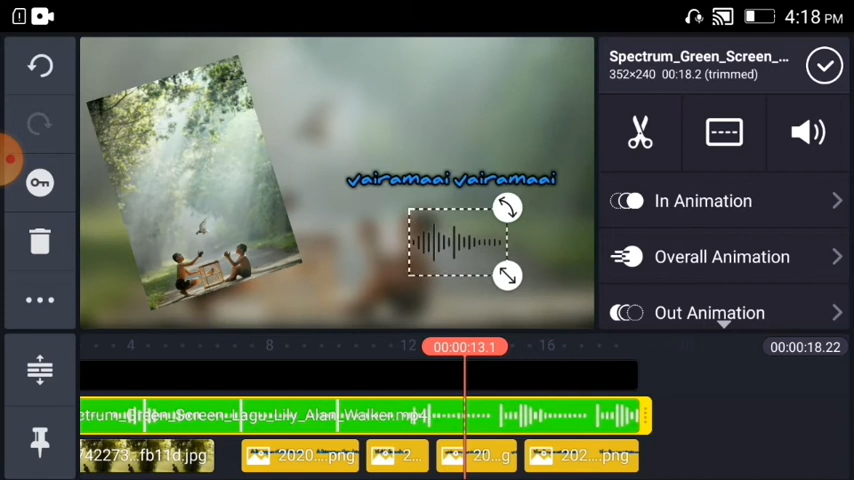 4:18 PM
Spectrum_Green_Screen_...
352×240 00:18.2 (trimmed)
vairamaai vairamaai
In Animation
Overall Animation
Out Animation
4 8 12 16
00:00:13.1
00:00:18.22
etrum_Green_Screen_Lagu_Lily_Alan_Walker.mp4
742273...fb11d.jpg
2020....png
2...
20...g
202....png